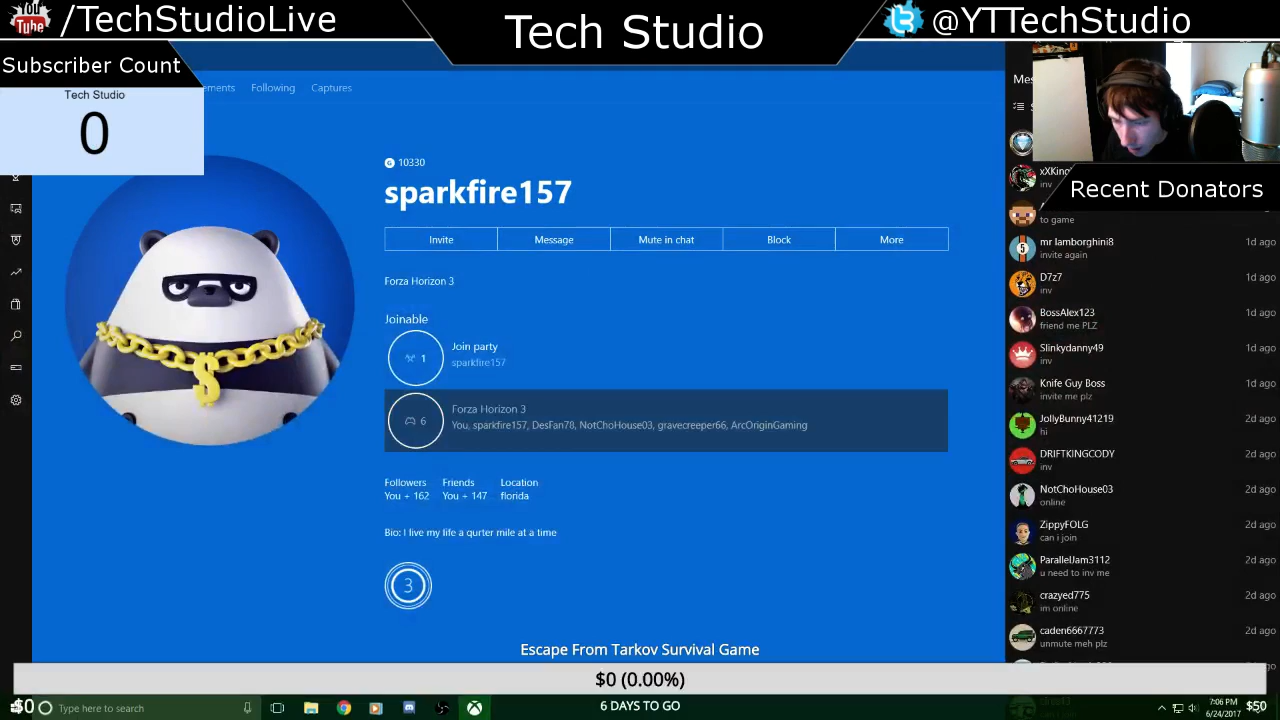 You Tube /TechStudioLive
Tech Studio
@YTTechStudio
Subscriber Count
Tech Studio
0
ements Following Captures
G 10330
sparkfire157
Invite Message Mute in chat Block More
Forza Horizon 3
Joinable
1 Join party
sparkfire157
6 Forza Horizon 3
You, sparkfire157, DesFan78, NotChoHouse03, gravecreeper66, ArcOriginGaming
Followers Friends Location
You + 162 You + 147 florida
Bio: I live my life a qurter mile at a time
3
Recent Donators
inv
to game
mr lamborghini8 1d ago
invite again
D7z7 1d ago
inv
BossAlex123 1d ago
friend me PLZ
Slinkydanny49 1d ago
inv
Knife Guy Boss 1d ago
invite me plz
JollyBunny41219 2d ago
hi
DRIFTKINGCODY 2d ago
inv
NotChoHouse03 2d ago
online
ZippyFOLG 2d ago
can i join
ParallelJam3112 2d ago
u need to inv me
crazyed775 2d ago
im online
caden6667773 2d ago
unmute meh plz
Escape From Tarkov Survival Game
$0 (0.00%)
$0 Type here to search
6 DAYS TO GO
7:06 PM
6/24/2017
$50